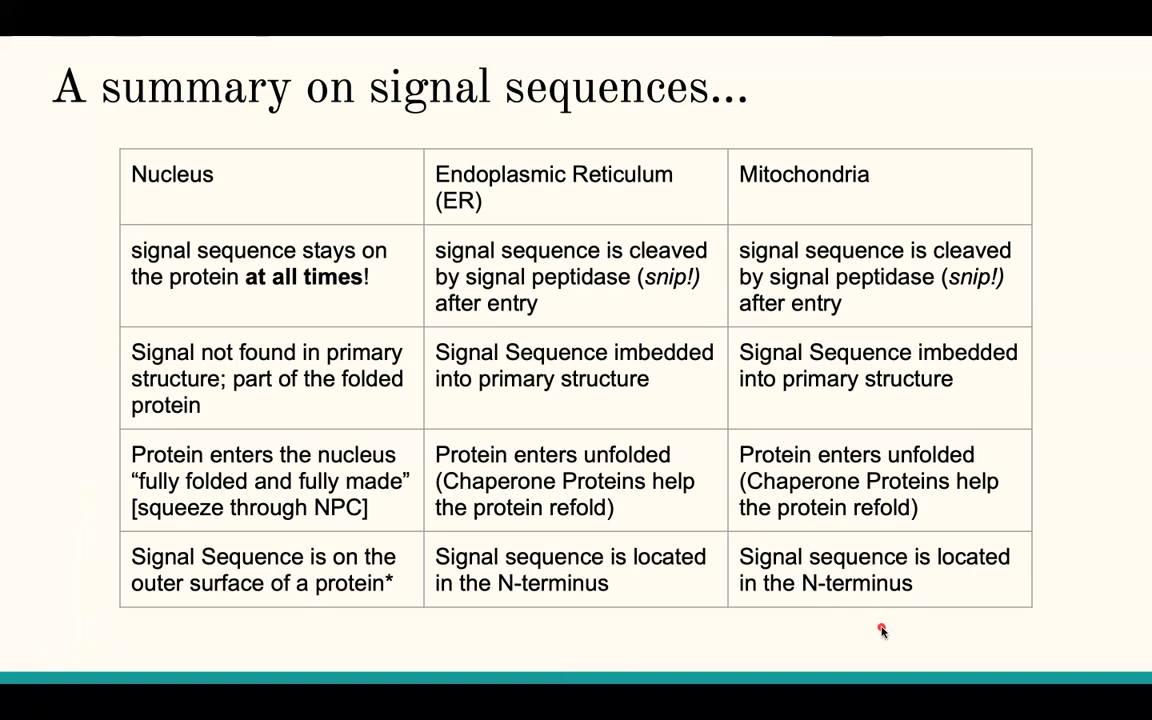 A summary on signal sequences...
Nucleus
Endoplasmic Reticulum
(ER)
Mitochondria
signal sequence stays on
the protein at all times!
signal sequence is cleaved
by signal peptidase (snip!)
after entry
signal sequence is cleaved
by signal peptidase (snip!)
after entry
Signal not found in primary
structure; part of the folded
protein
Signal Sequence imbedded
into primary structure
Signal Sequence imbedded
into primary structure
Protein enters the nucleus
“fully folded and fully made”
[squeeze through NPC]
Protein enters unfolded
(Chaperone Proteins help
the protein refold)
Protein enters unfolded
(Chaperone Proteins help
the protein refold)
Signal Sequence is on the
outer surface of a protein*
Signal sequence is located
in the N-terminus
Signal sequence is located
in the N-terminus